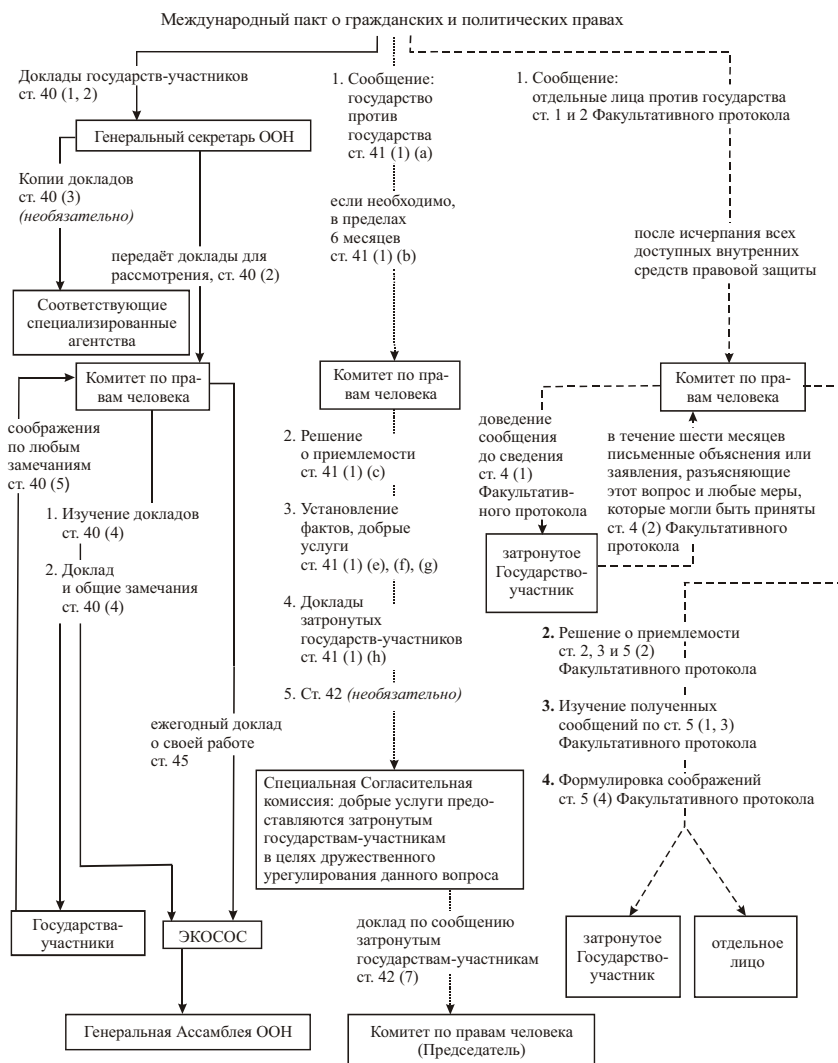 Международный пакт о гражданских и политических правах
Доклады государств-участников
ст. 40 (1, 2)
Генеральный секретарь ООН
Копии докладов
ст. 40 (3)
(необязательно)
передаёт доклады для
рассмотрения, ст. 40 (2)
Соответствующие
специализированные
агентства
Комитет по пра-
вам человека
соображения
по любым
замечаниям
ст. 40 (5)
1. Изучение докладов
ст. 40 (4)
2. Доклад
и общие замечания
ст. 40 (4)
ежегодный доклад
о своей работе
ст. 45
Государства-
участники
ЭКОСОС
Генеральная Ассамблея ООН
1. Сообщение:
государство
против
государства
ст. 41 (1) (a)
если необходимо,
в пределах
6 месяцев
ст. 41 (1) (b)
Комитет по пра-
вам человека
2. Решение
о приемлемости
ст. 41 (1) (c)
3. Установление
фактов, добрые
услуги
ст. 41 (1) (e), (f), (g)
4. Доклады
затронутых
государств-участников
ст. 41 (1) (h)
5. Ст. 42 (необязательно)
Специальная Согласительная
комиссия: добрые услуги предо-
ставляются затронутым
государствам-участникам
в целях дружественного
урегулирования данного вопроса
доклад по сообщению
затронутым
государствам-участникам
ст. 42 (7)
Комитет по правам человека
(Председатель)
1. Сообщение:
отдельные лица против государства
ст. 1 и 2 Факультативного протокола
после исчерпания всех
доступных внутренних
средств правовой защиты
Комитет по пра-
вам человека
доведение
сообщения
до сведения
ст. 4 (1)
Факультатив-
ного протокола
в течение шести месяцев
письменные объяснения или
заявления, разъясняющие
этот вопрос и любые меры,
которые могли быть приняты
ст. 4 (2) Факультативного
протокола
затронутое
Государство-
участник
2. Решение о приемлемости
ст. 2, 3 и 5 (2)
Факультативного протокола
3. Изучение полученных
сообщений по ст. 5 (1, 3)
Факультативного протокола
4. Формулировка соображений
ст. 5 (4) Факультативного протокола
затронутое
Государство-
участник
отдельное
лицо